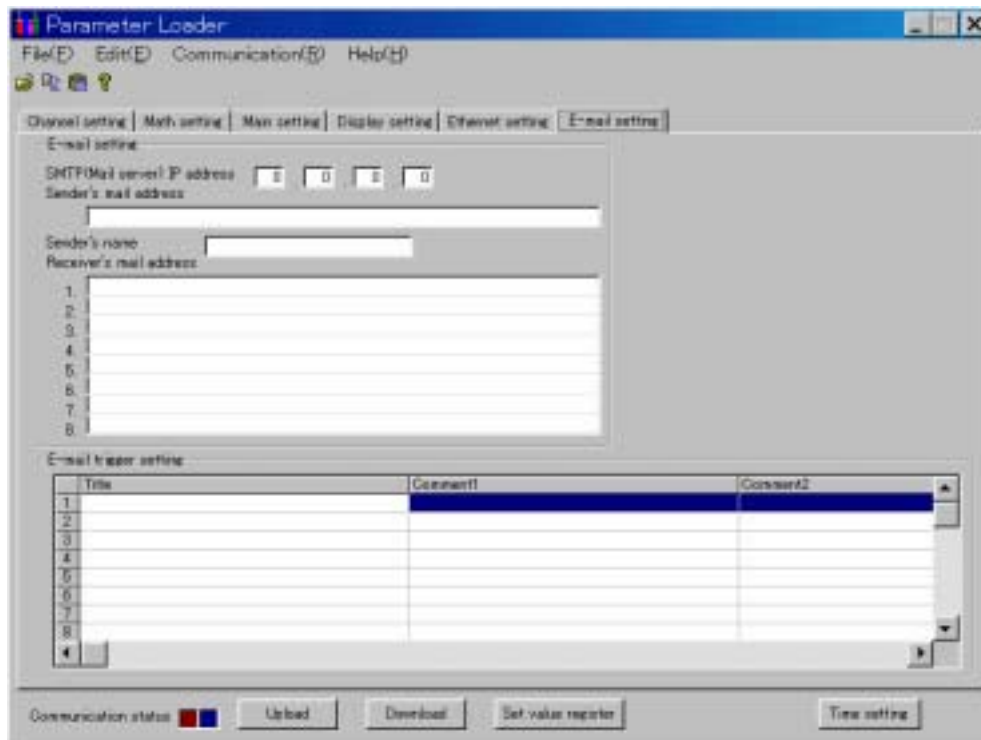 Parameter Loader
File(F) Edit(E) Communication(R) Help(H)
Channel setting Math setting Main setting Display setting Ethernet setting E-mail setting
E-mail setting
SMTP(Mail server) IP address 0 . 0 . 0 . 0
Sender's mail address
Sender's name
Receiver's mail address
1.
2.
3.
4.
5.
6.
7.
8.
E-mail trigger setting
Title Comment1 Comment2
1
2
3
4
5
6
7
8
Communication status Upload Download Set value register Time setting